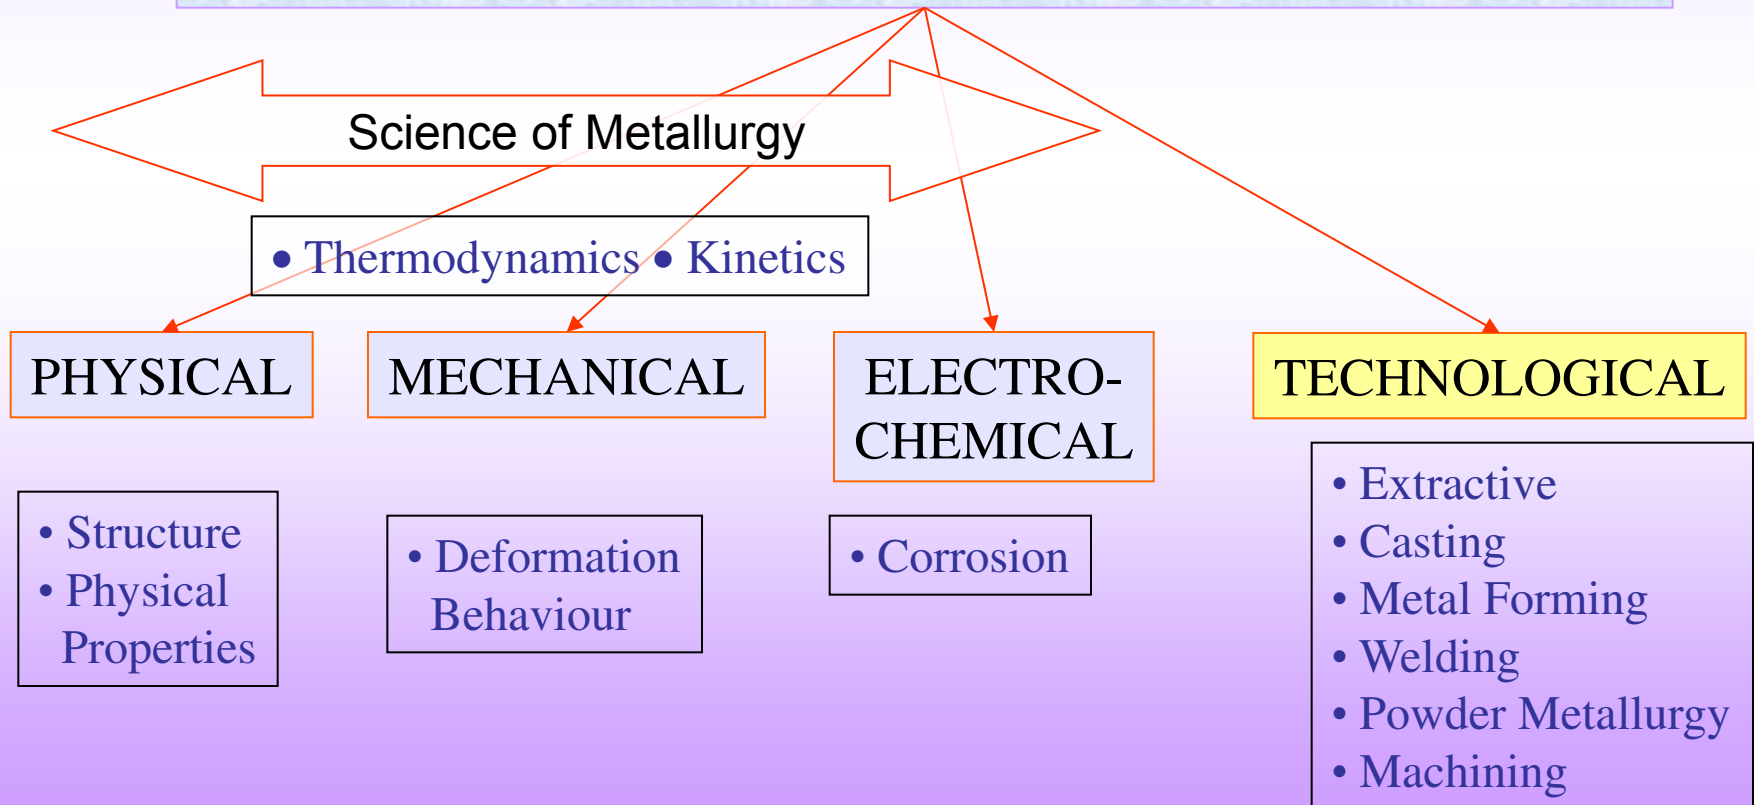 Science of Metallurgy
• Thermodynamics • Kinetics
PHYSICAL
MECHANICAL
ELECTRO-
CHEMICAL
TECHNOLOGICAL
• Structure
• Physical
Properties
• Deformation
Behaviour
• Corrosion
• Extractive
• Casting
• Metal Forming
• Welding
• Powder Metallurgy
• Machining